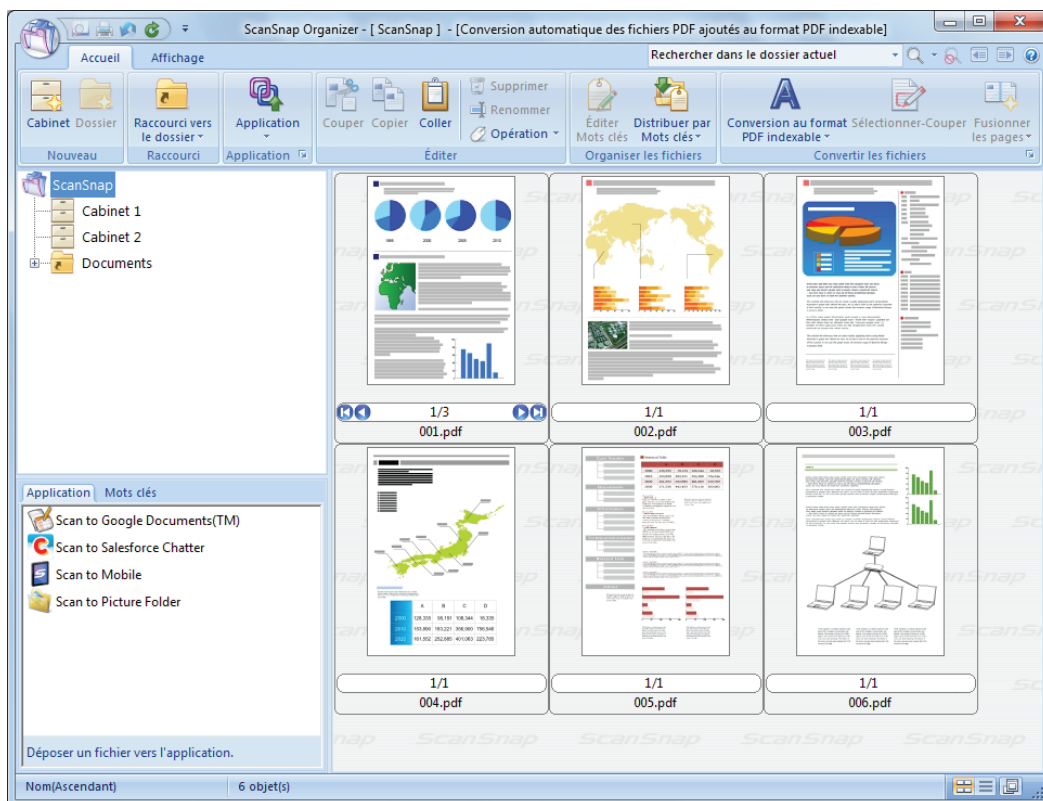 ScanSnap Organizer - [ ScanSnap ] - [Conversion automatique des fichiers PDF ajoutés au format PDF indexable]
Accueil Affichage
Rechercher dans le dossier actuel
Cabinet Dossier
Nouveau
Raccourci vers
le dossier
Raccourci
Application
Application
Couper Copier Coller
Supprimer
Renommer
Opération
Éditer
Éditer
Mots clés
Distribuer par
Mots clés
Organiser les fichiers
Conversion au format
PDF indexable
Sélectionner-Couper
Fusionner
les pages
Convertir les fichiers
ScanSnap
Cabinet 1
Cabinet 2
Documents
Application Mots clés
Scan to Google Documents(TM)
Scan to Salesforce Chatter
Scan to Mobile
Scan to Picture Folder
Déposer un fichier vers l'application.
1/3
001.pdf
1/1
002.pdf
1/1
003.pdf
A B C D
1/1
004.pdf
1/1
005.pdf
1/1
006.pdf
ScanSnap ScanSnap ScanSnap
Nom(Ascendant)
6 objet(s)